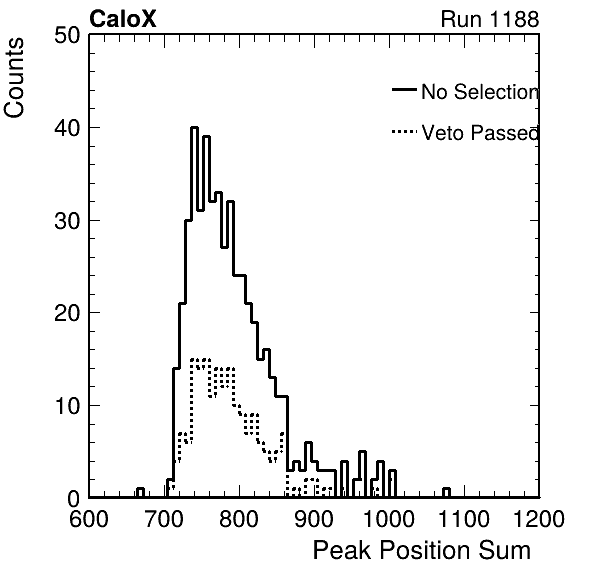 CaloX Run 1188
Counts
50
No Selection
40
Veto Passed
30
20
10
0
600 700 800 900 1000 1100 1200
Peak Position Sum